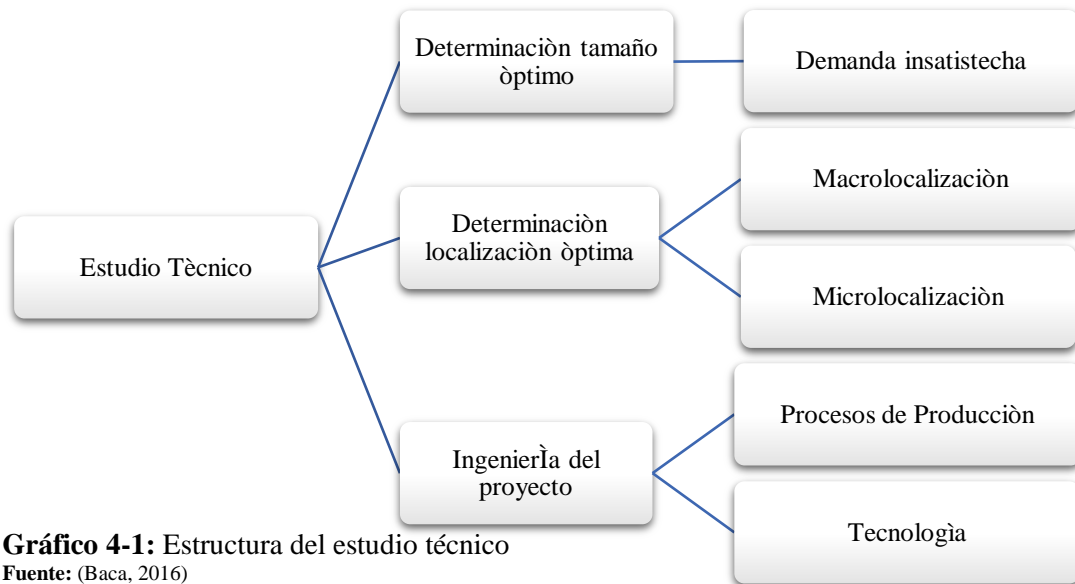 Estudio Tècnico
Determinaciòn tamaño
òptimo
Demanda insatistecha
Determinaciòn
localizaciòn òptima
Macrolocalizaciòn
Microlocalizaciòn
IngenierÌa del
proyecto
Procesos de Producciòn
Tecnologìa
Gráfico 4-1: Estructura del estudio técnico
Fuente: (Baca, 2016)